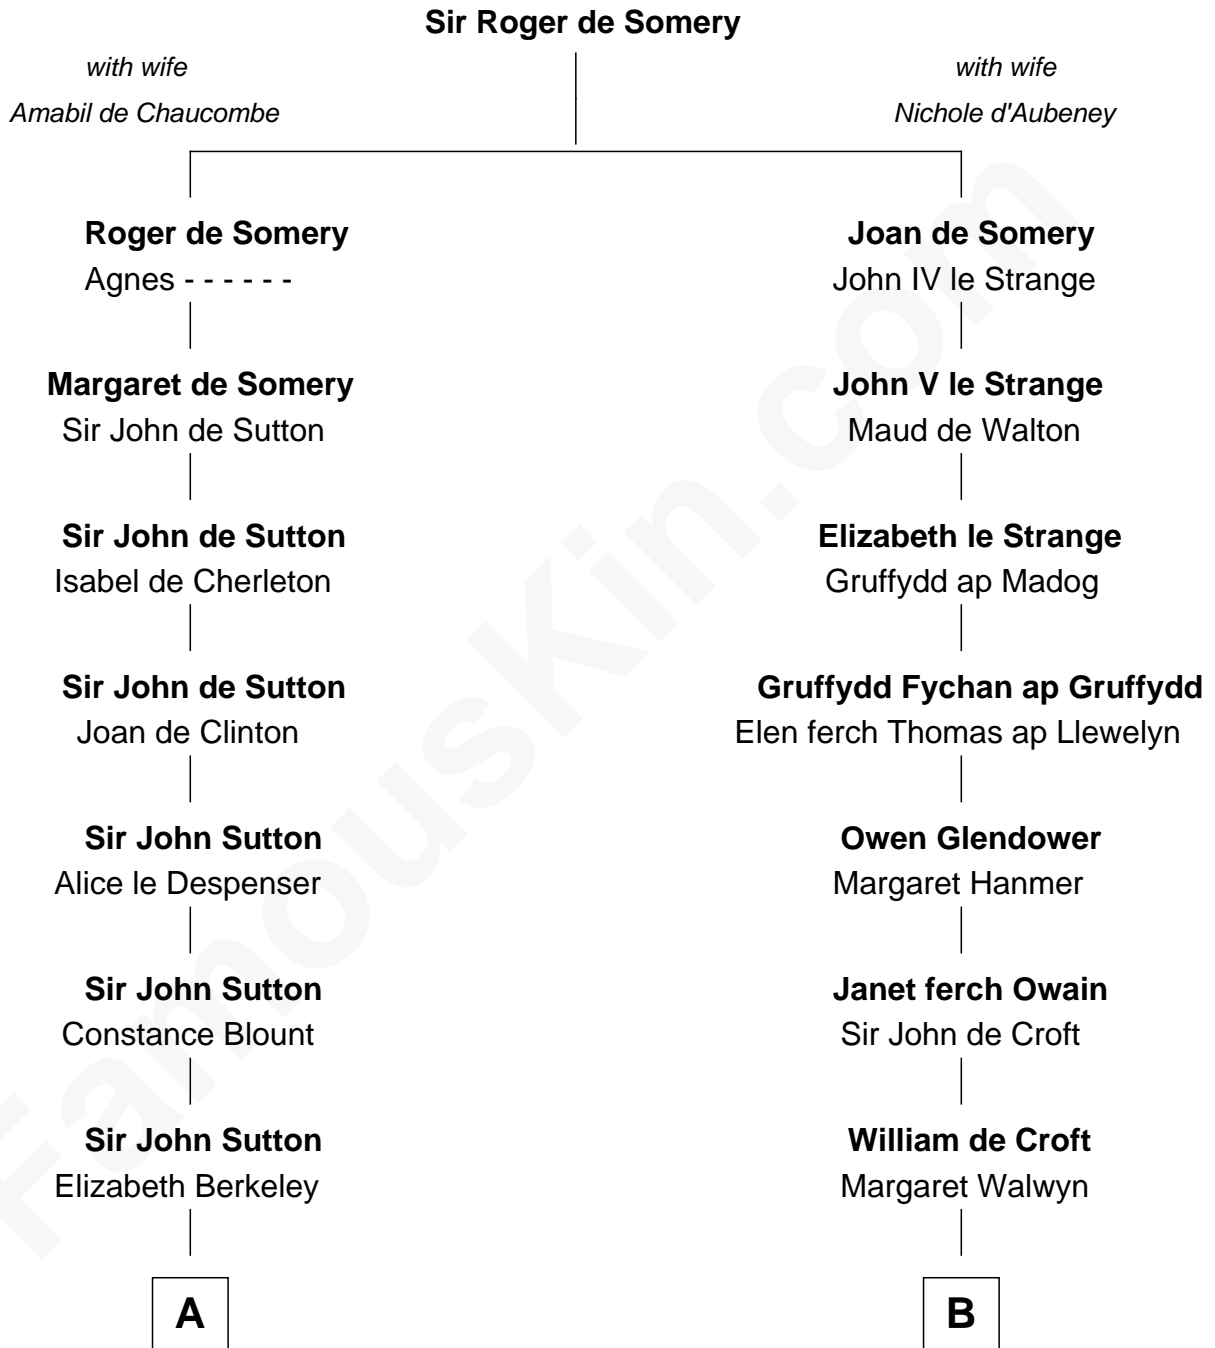 Sir Roger de Somery
with wife
Amabil de Chaucombe
with wife
Nichole d'Aubeney
Roger de Somery
Agnes - - - - - -
Margaret de Somery
Sir John de Sutton
Sir John de Sutton
Isabel de Cherleton
Sir John de Sutton
Joan de Clinton
Sir John Sutton
Alice le Despenser
Sir John Sutton
Constance Blount
Sir John Sutton
Elizabeth Berkeley
A
Joan de Somery
John IV le Strange
John V le Strange
Maud de Walton
Elizabeth le Strange
Gruffydd ap Madog
Gruffydd Fychan ap Gruffydd
Elen ferch Thomas ap Llewelyn
Owen Glendower
Margaret Hanmer
Janet ferch Owain
Sir John de Croft
William de Croft
Margaret Walwyn
B
FamousKin.com